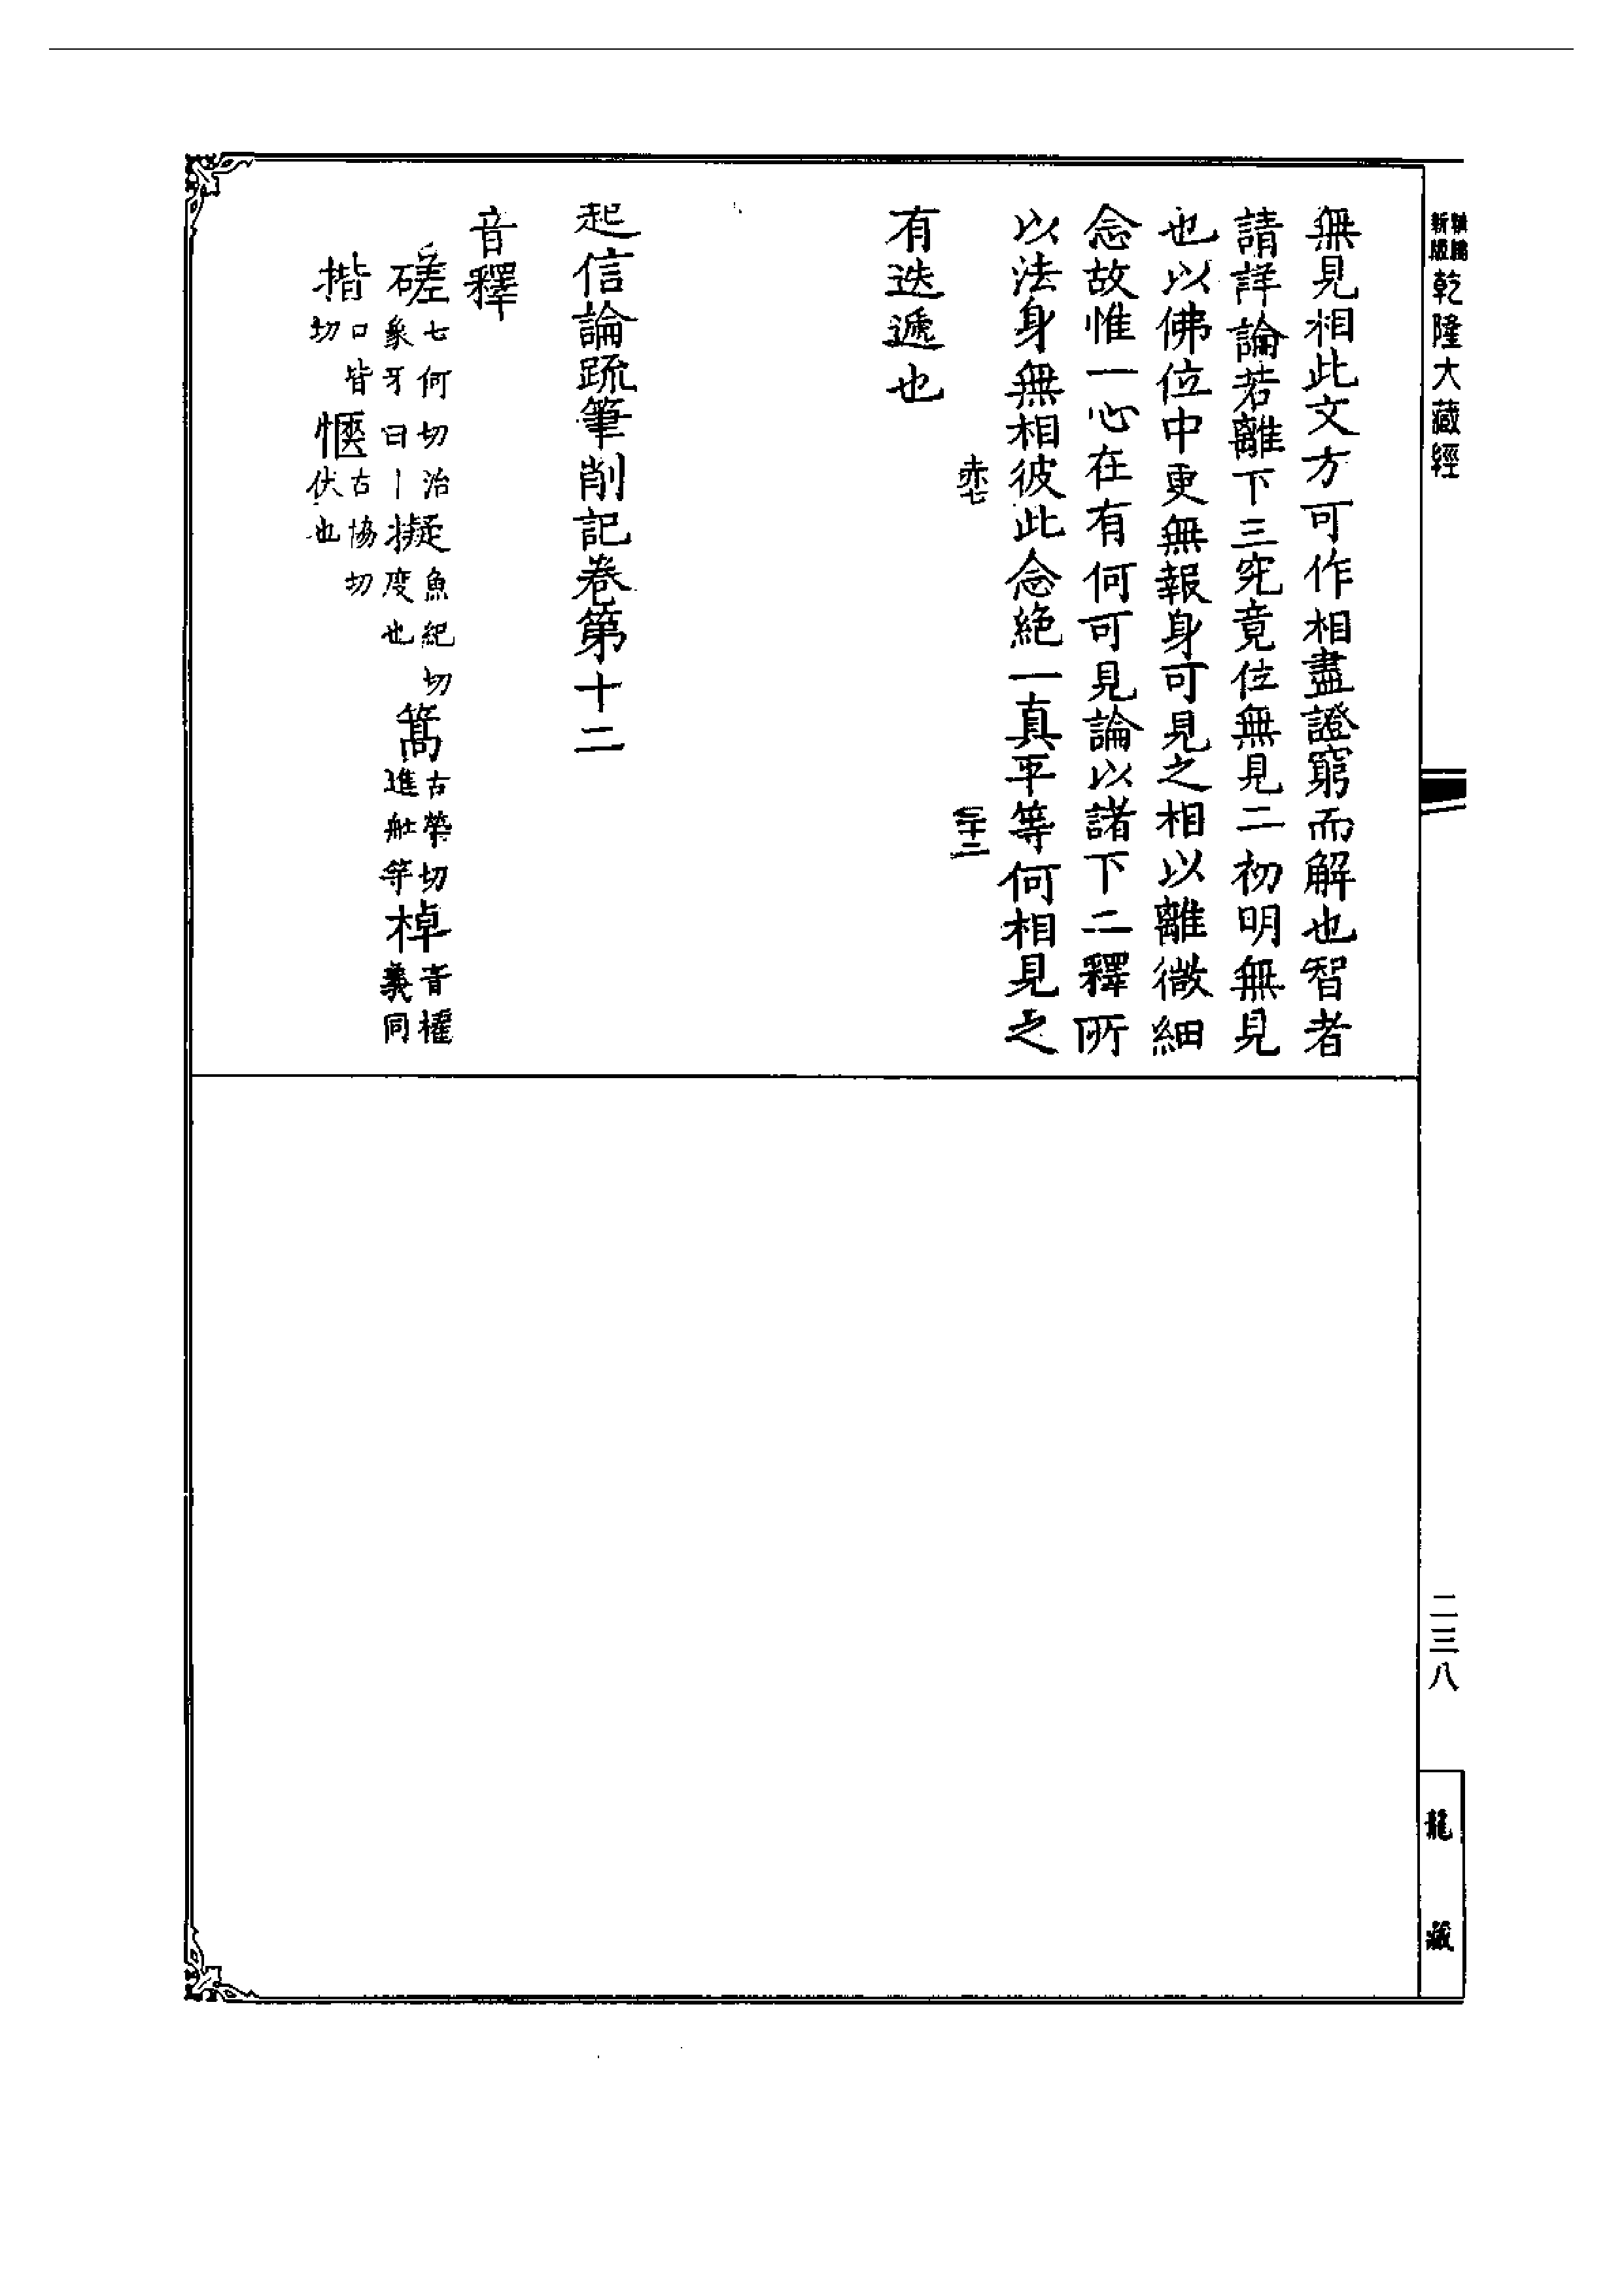 新編縮版乾隆大藏經
無見相此文方可作相盡證窮而解也智者
請詳論若離下三究竟位無見二初明無見
也以佛位中更無報身可見之相以離微細
念故惟一心在有何可見論以諸下二釋所
以法身無相彼此念絕一真平等何相見之
赤七
有迭遞也
起信論疏筆削記卷第十二
音釋
磋七何切治象牙曰丨擬魚紀切度也篙古勞切進船等棹音櫂義同
揩口皆切愜古協切伏也
二三八
龍藏